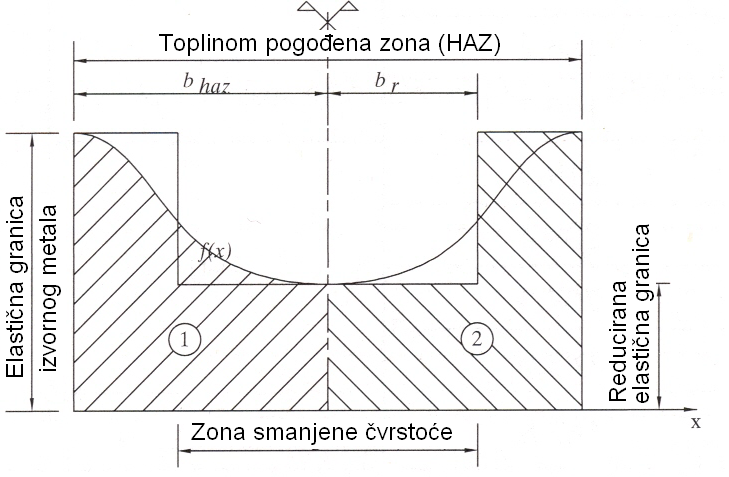 Toplinom pogođena zona (HAZ)
b haz
b r
Elastična granica
izvornog metala
f(x)
1
2
Reducirana
elastična granica
x
Zona smanjene čvrstoće